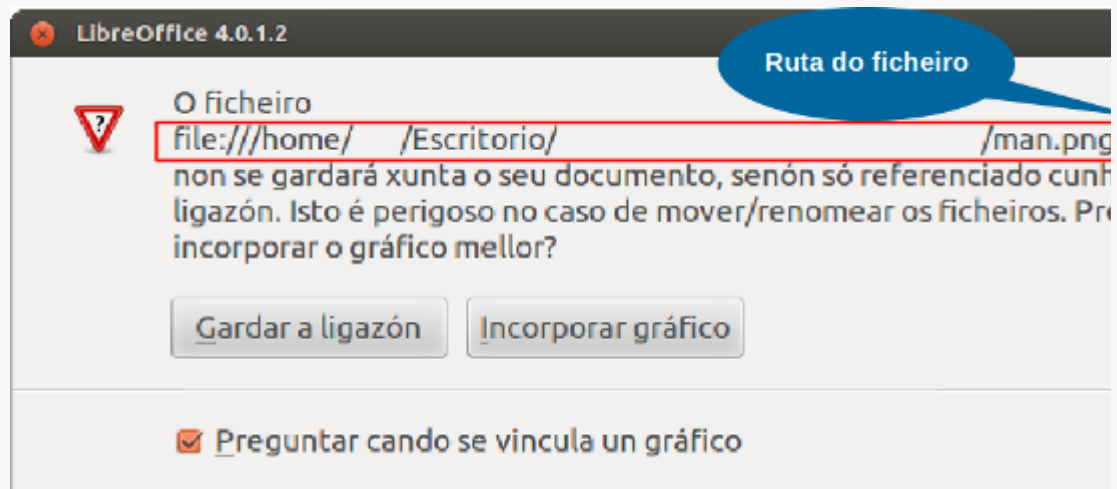 LibreOffice 4.0.1.2
Ruta do ficheiro
O ficheiro
file:///home/ /Escritorio/ /man.png
non se gardará xunta o seu documento, senón só referenciado
ligazón. Isto é perigoso no caso de mover/renomear os ficheiros.
incorporar o gráfico mellor?
Gardar a ligazón
Incorporar gráfico
Preguntar cando se vincula un gráfico